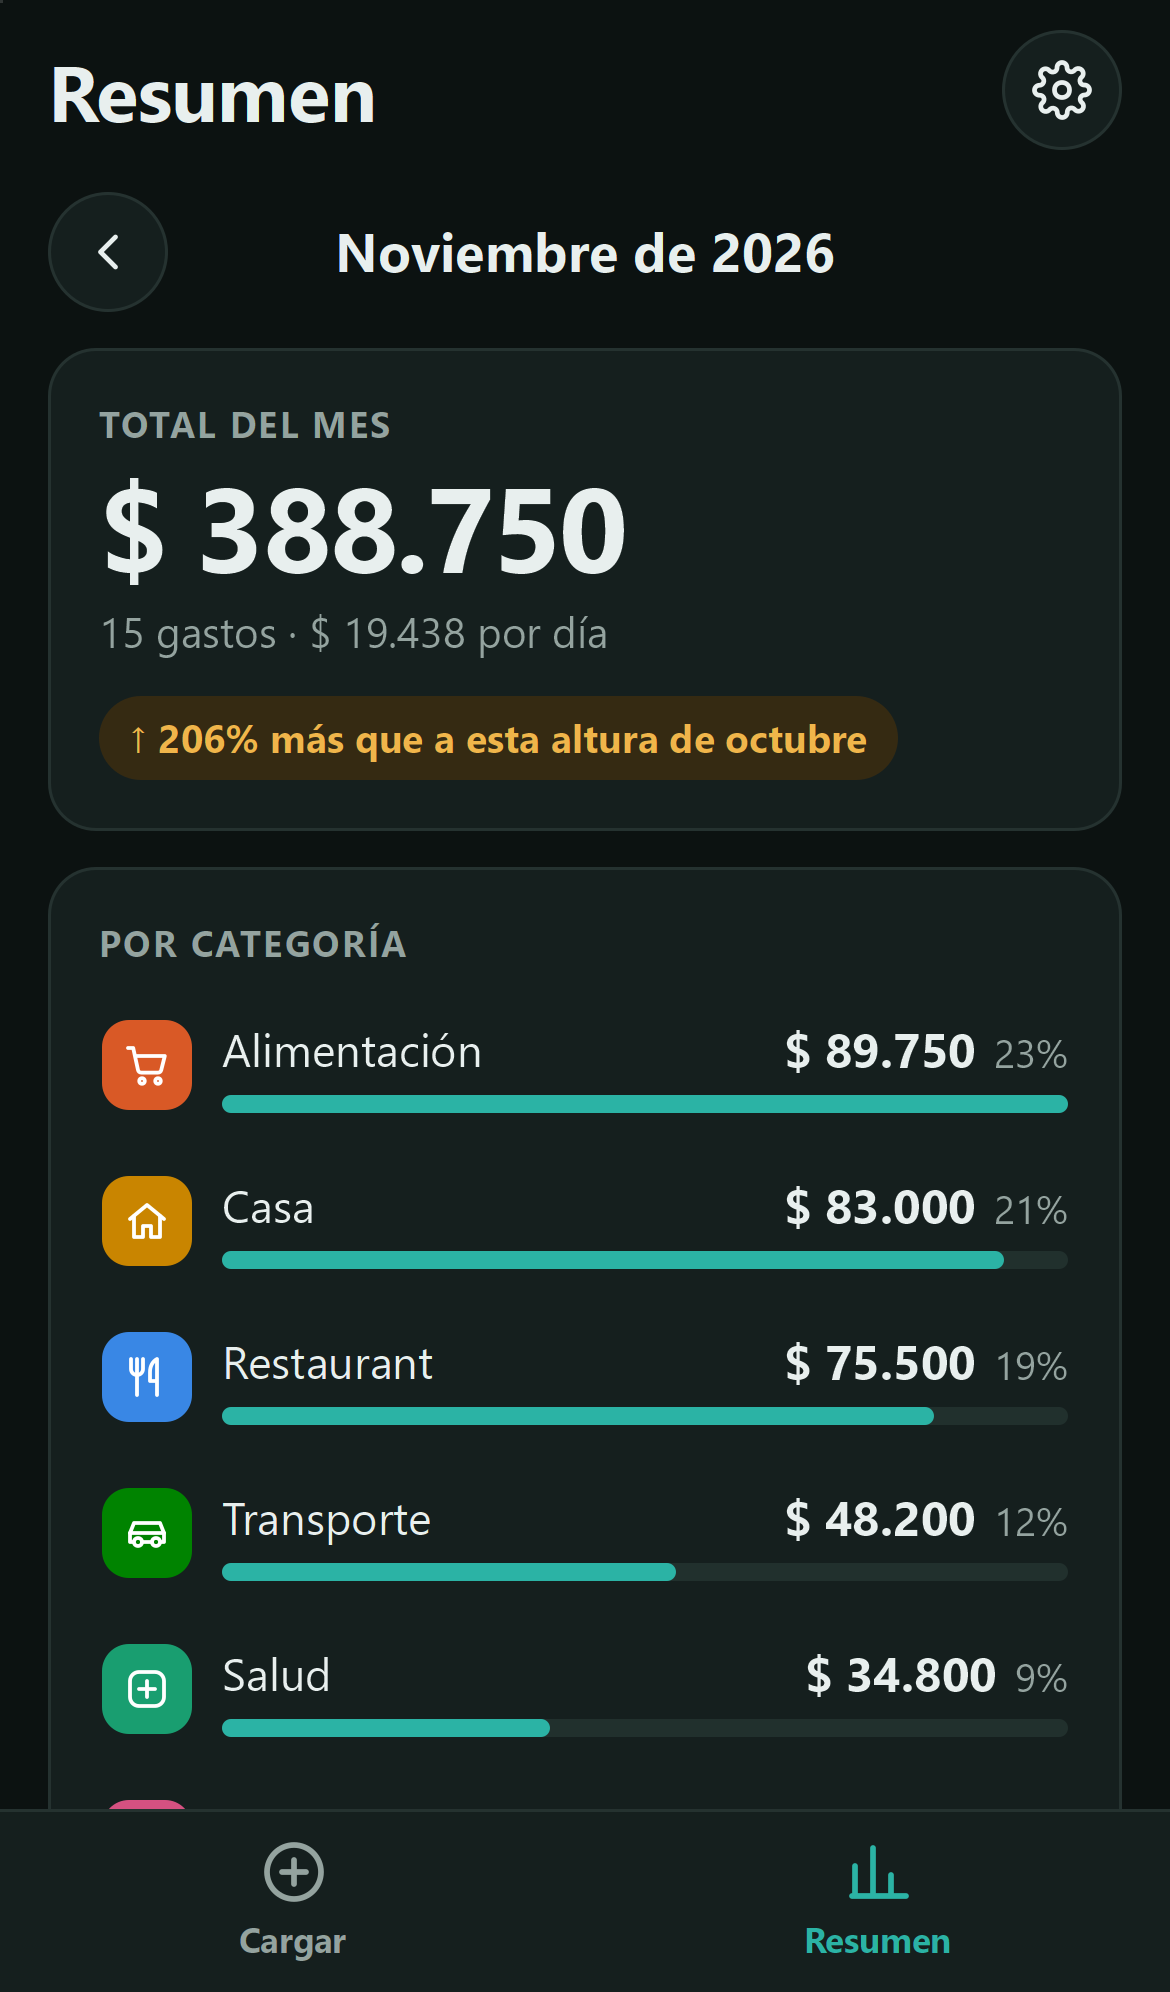 Resumen
Noviembre de 2026
TOTAL DEL MES
$ 388.750
15 gastos · $ 19.438 por día
↑ 206% más que a esta altura de octubre
POR CATEGORÍA
Alimentación $ 89.750 23%
Casa $ 83.000 21%
Restaurant $ 75.500 19%
Transporte $ 48.200 12%
Salud $ 34.800 9%
Cargar Resumen